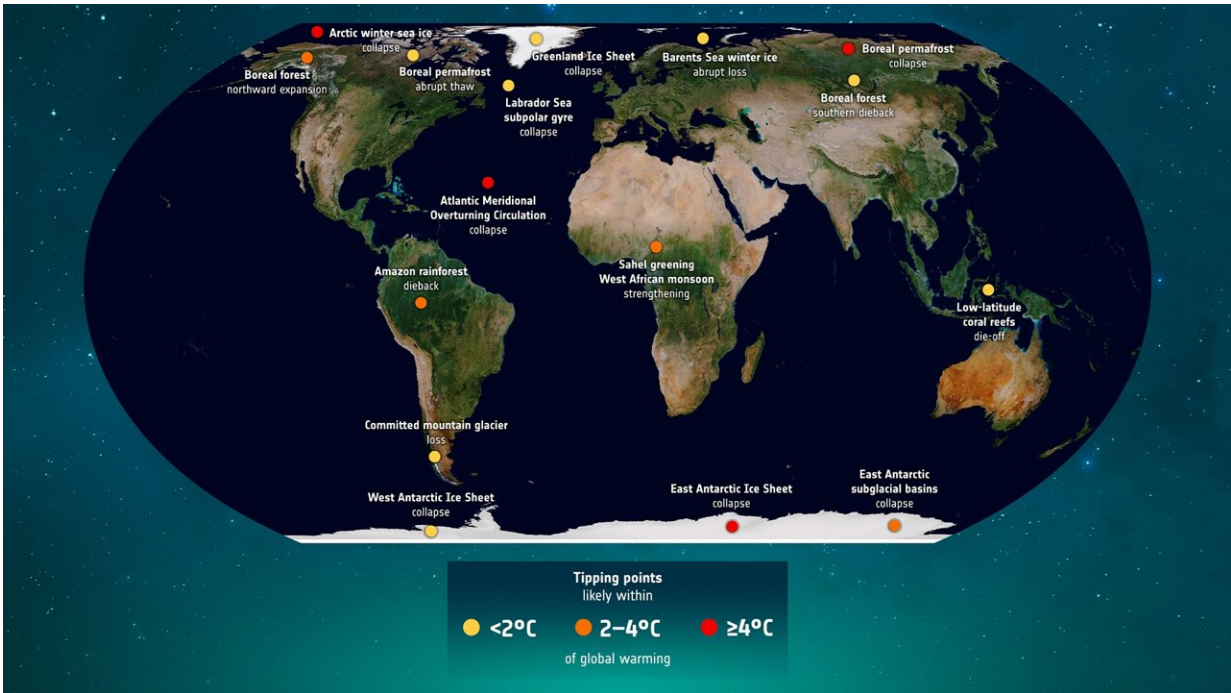 Arctic winter sea ice
collapse
Boreal forest
northward expansion
Boreal permafrost
abrupt thaw
Greenland Ice Sheet
collapse
Labrador Sea
subpolar gyre
collapse
Barents Sea winter ice
abrupt loss
Boreal permafrost
collapse
Boreal forest
southern dieback
Atlantic Meridional
Overturning Circulation
collapse
Amazon rainforest
dieback
Sahel greening
West African monsoon
strengthening
Low-latitude
coral reefs
die-off
Committed mountain glacier
loss
West Antarctic Ice Sheet
collapse
East Antarctic Ice Sheet
collapse
East Antarctic
subglacial basins
collapse
Tipping points
likely within
<2°C 2–4°C ≥4°C
of global warming